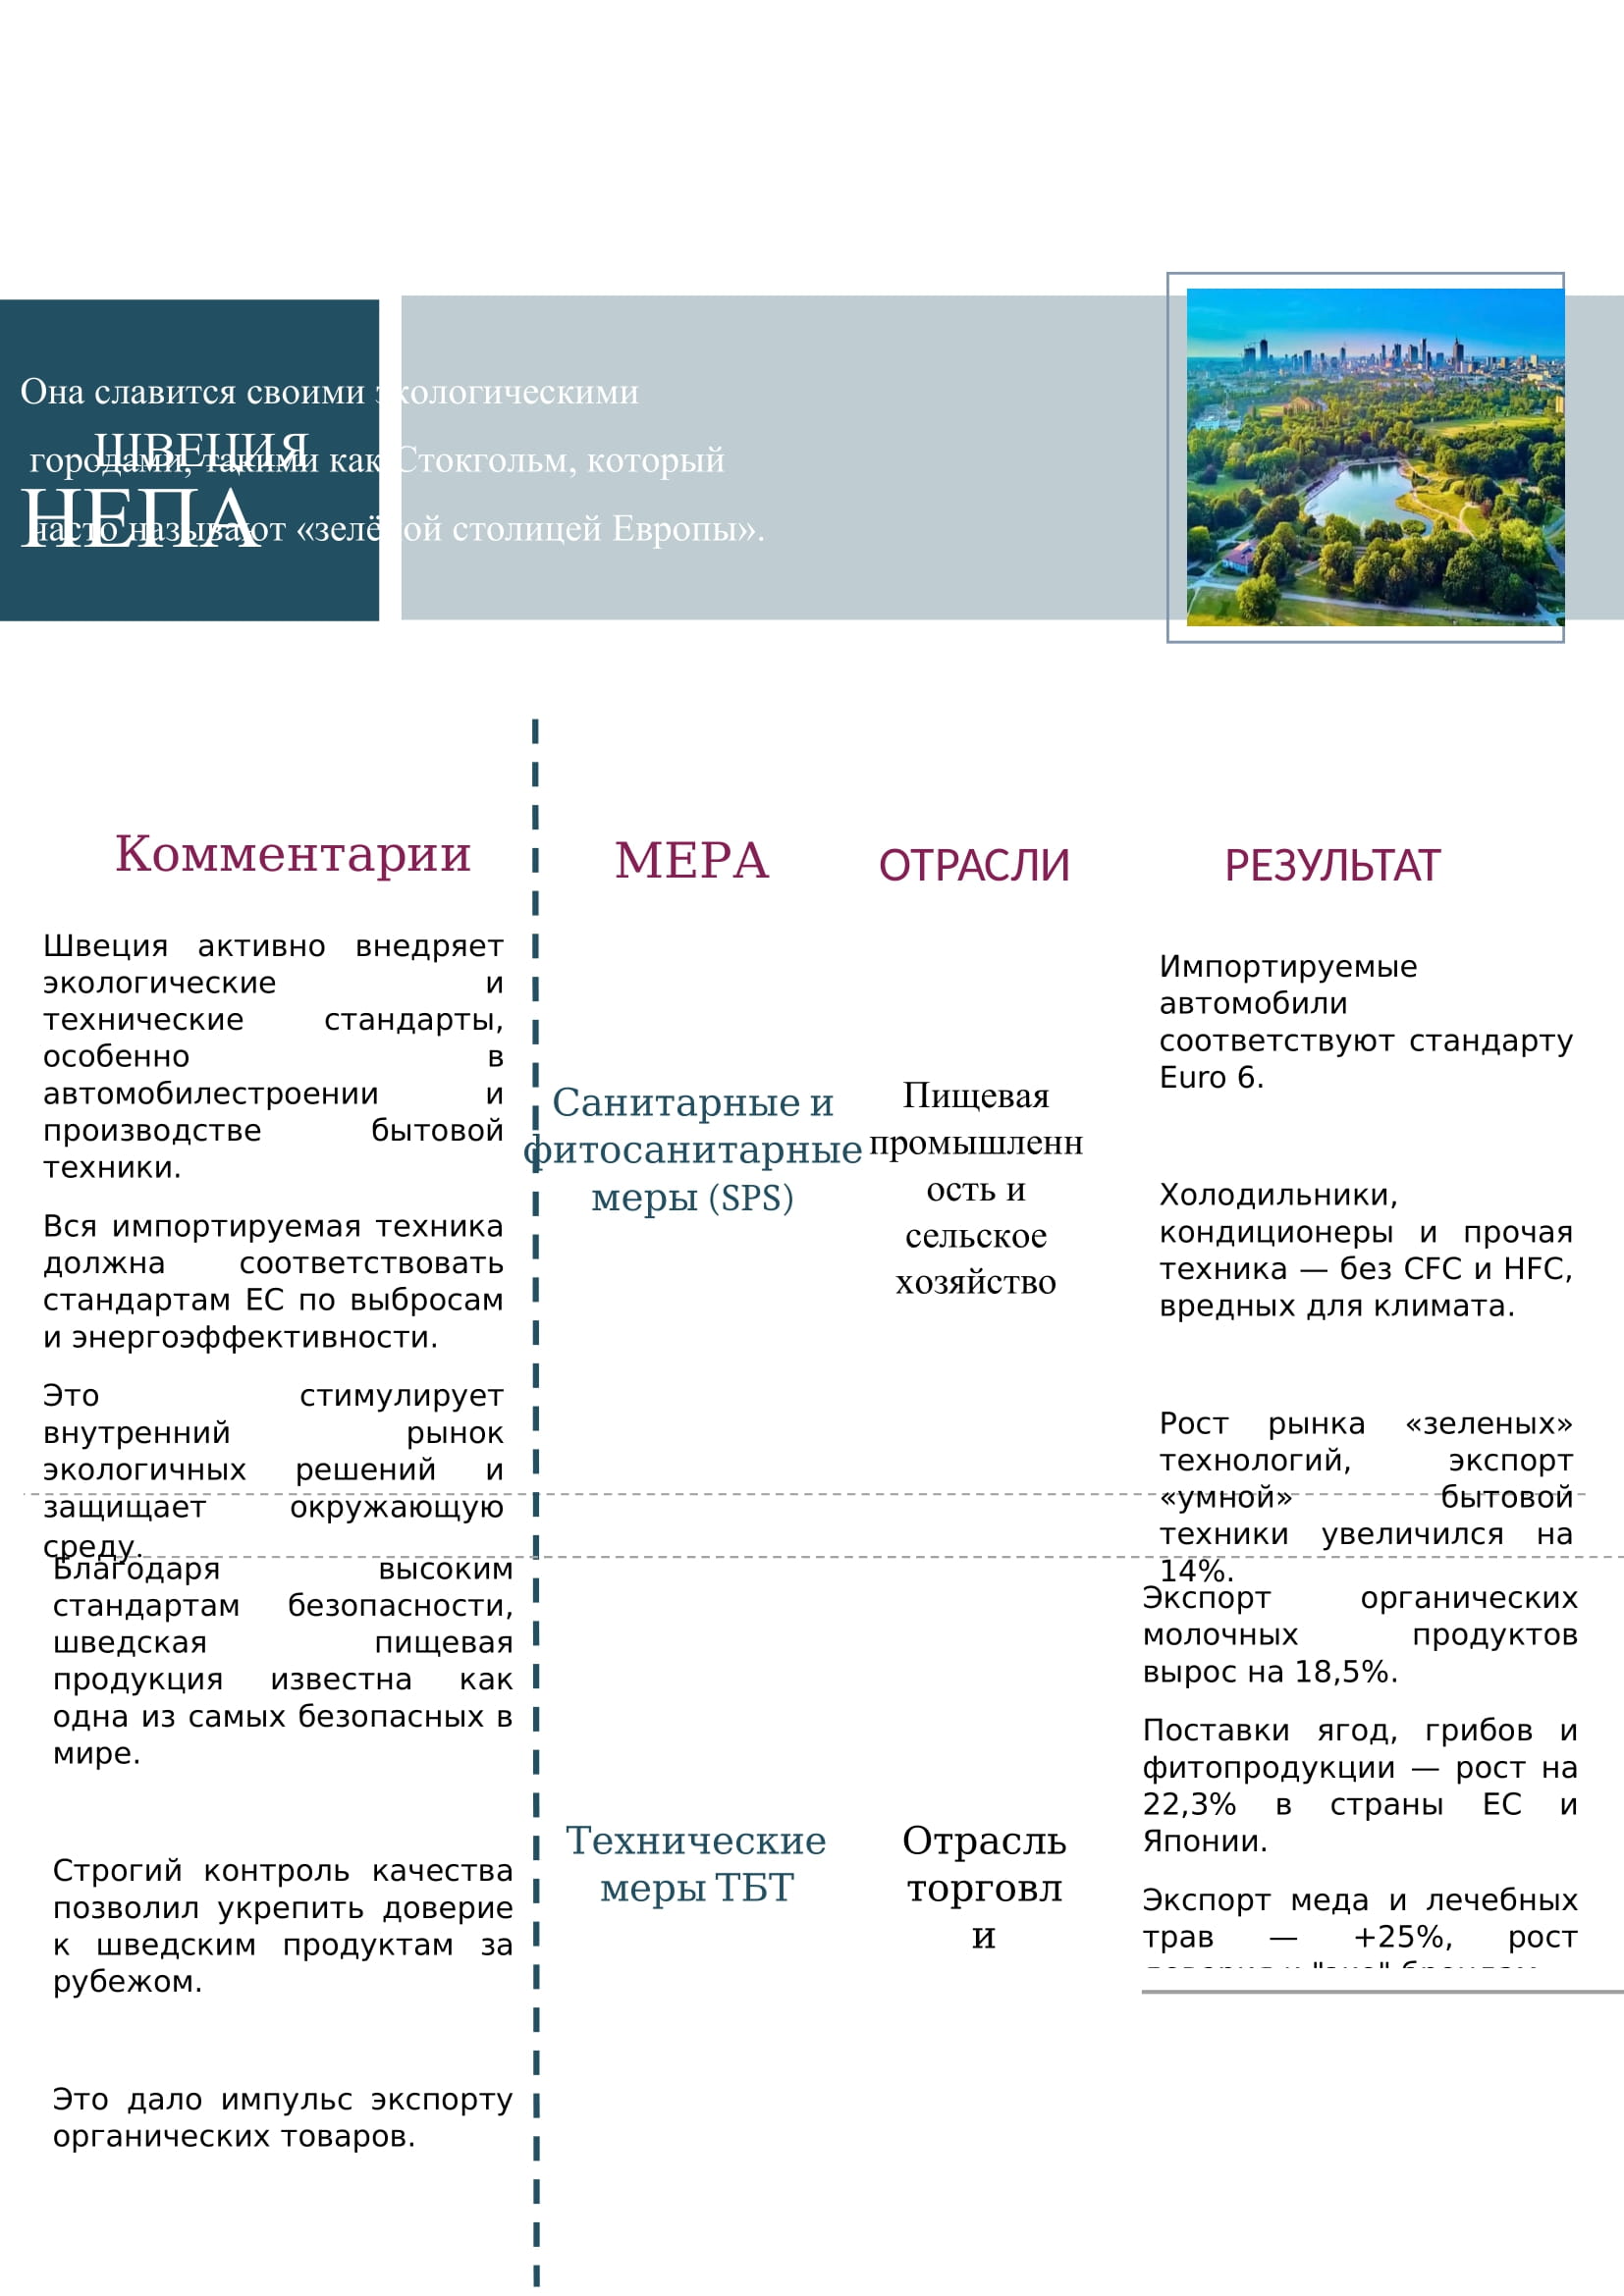 Она славится своими экологическими
ШВЕЦИЯ
городами, такими как Стокгольм, который
НЕПА
часто называют «зелёной столицей Европы».
Комментарии
МЕРА
ОТРАСЛИ
РЕЗУЛЬТАТ
Швеция активно внедряет
экологические и
технические стандарты,
особенно в
автомобилестроении и
производстве бытовой
техники.
Вся импортируемая техника
должна соответствовать
стандартам ЕС по выбросам
и энергоэффективности.
Это стимулирует
внутренний рынок
экологичных решений и
защищает окружающую
среду.
Санитарные и
фитосанитарные
меры (SPS)
Пищевая
промышленн
ость и
сельское
хозяйство
Импортируемые
автомобили
соответствуют стандарту
Euro 6.
Холодильники,
кондиционеры и прочая
техника — без CFC и HFC,
вредных для климата.
Рост рынка «зеленых»
технологий, экспорт
«умной» бытовой
техники увеличился на
14%.
Благодаря высоким
стандартам безопасности,
шведская пищевая
продукция известна как
одна из самых безопасных в
мире.
Строгий контроль качества
позволил укрепить доверие
к шведским продуктам за
рубежом.
Это дало импульс экспорту
органических товаров.
Технические
меры ТБТ
Отрасль
торговл
и
Экспорт органических
молочных продуктов
вырос на 18,5%.
Поставки ягод, грибов и
фитопродукции — рост на
22,3% в страны ЕС и
Японии.
Экспорт меда и лечебных
трав — +25%, рост